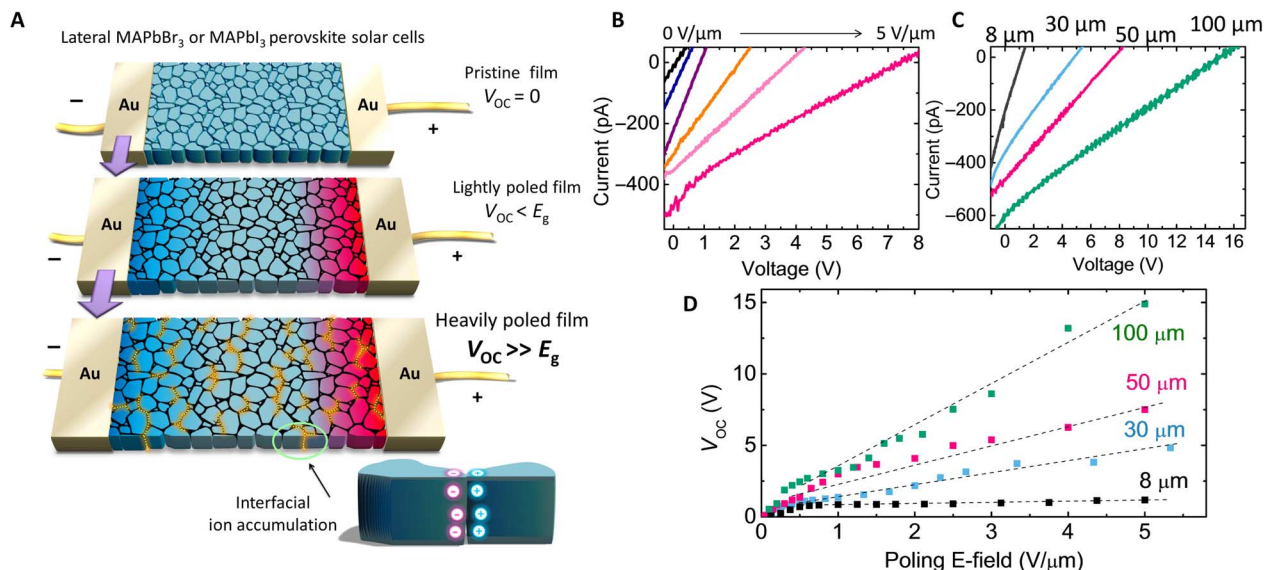 A
Lateral MAPbBr3 or MAPbI3 perovskite solar cells
Au
Au
−
+
Pristine film
VOC = 0
Au
Au
−
+
Lightly poled film
VOC < Eg
Au
Au
−
+
Heavily poled film
VOC >> Eg
Interfacial
ion accumulation
− +
− +
− +
− +
B
0 V/μm
5 V/μm
Current (pA)
0
−200
−400
0 1 2 3 4 5 6 7 8
Voltage (V)
C
8 μm 30 μm 50 μm 100 μm
Current (pA)
0
-200
-400
-600
0 2 4 6 8 10 12 14 16
Voltage (V)
D
VOC (V)
15
10
5
0
100 μm
50 μm
30 μm
8 μm
0 1 2 3 4 5
Poling E-field (V/μm)